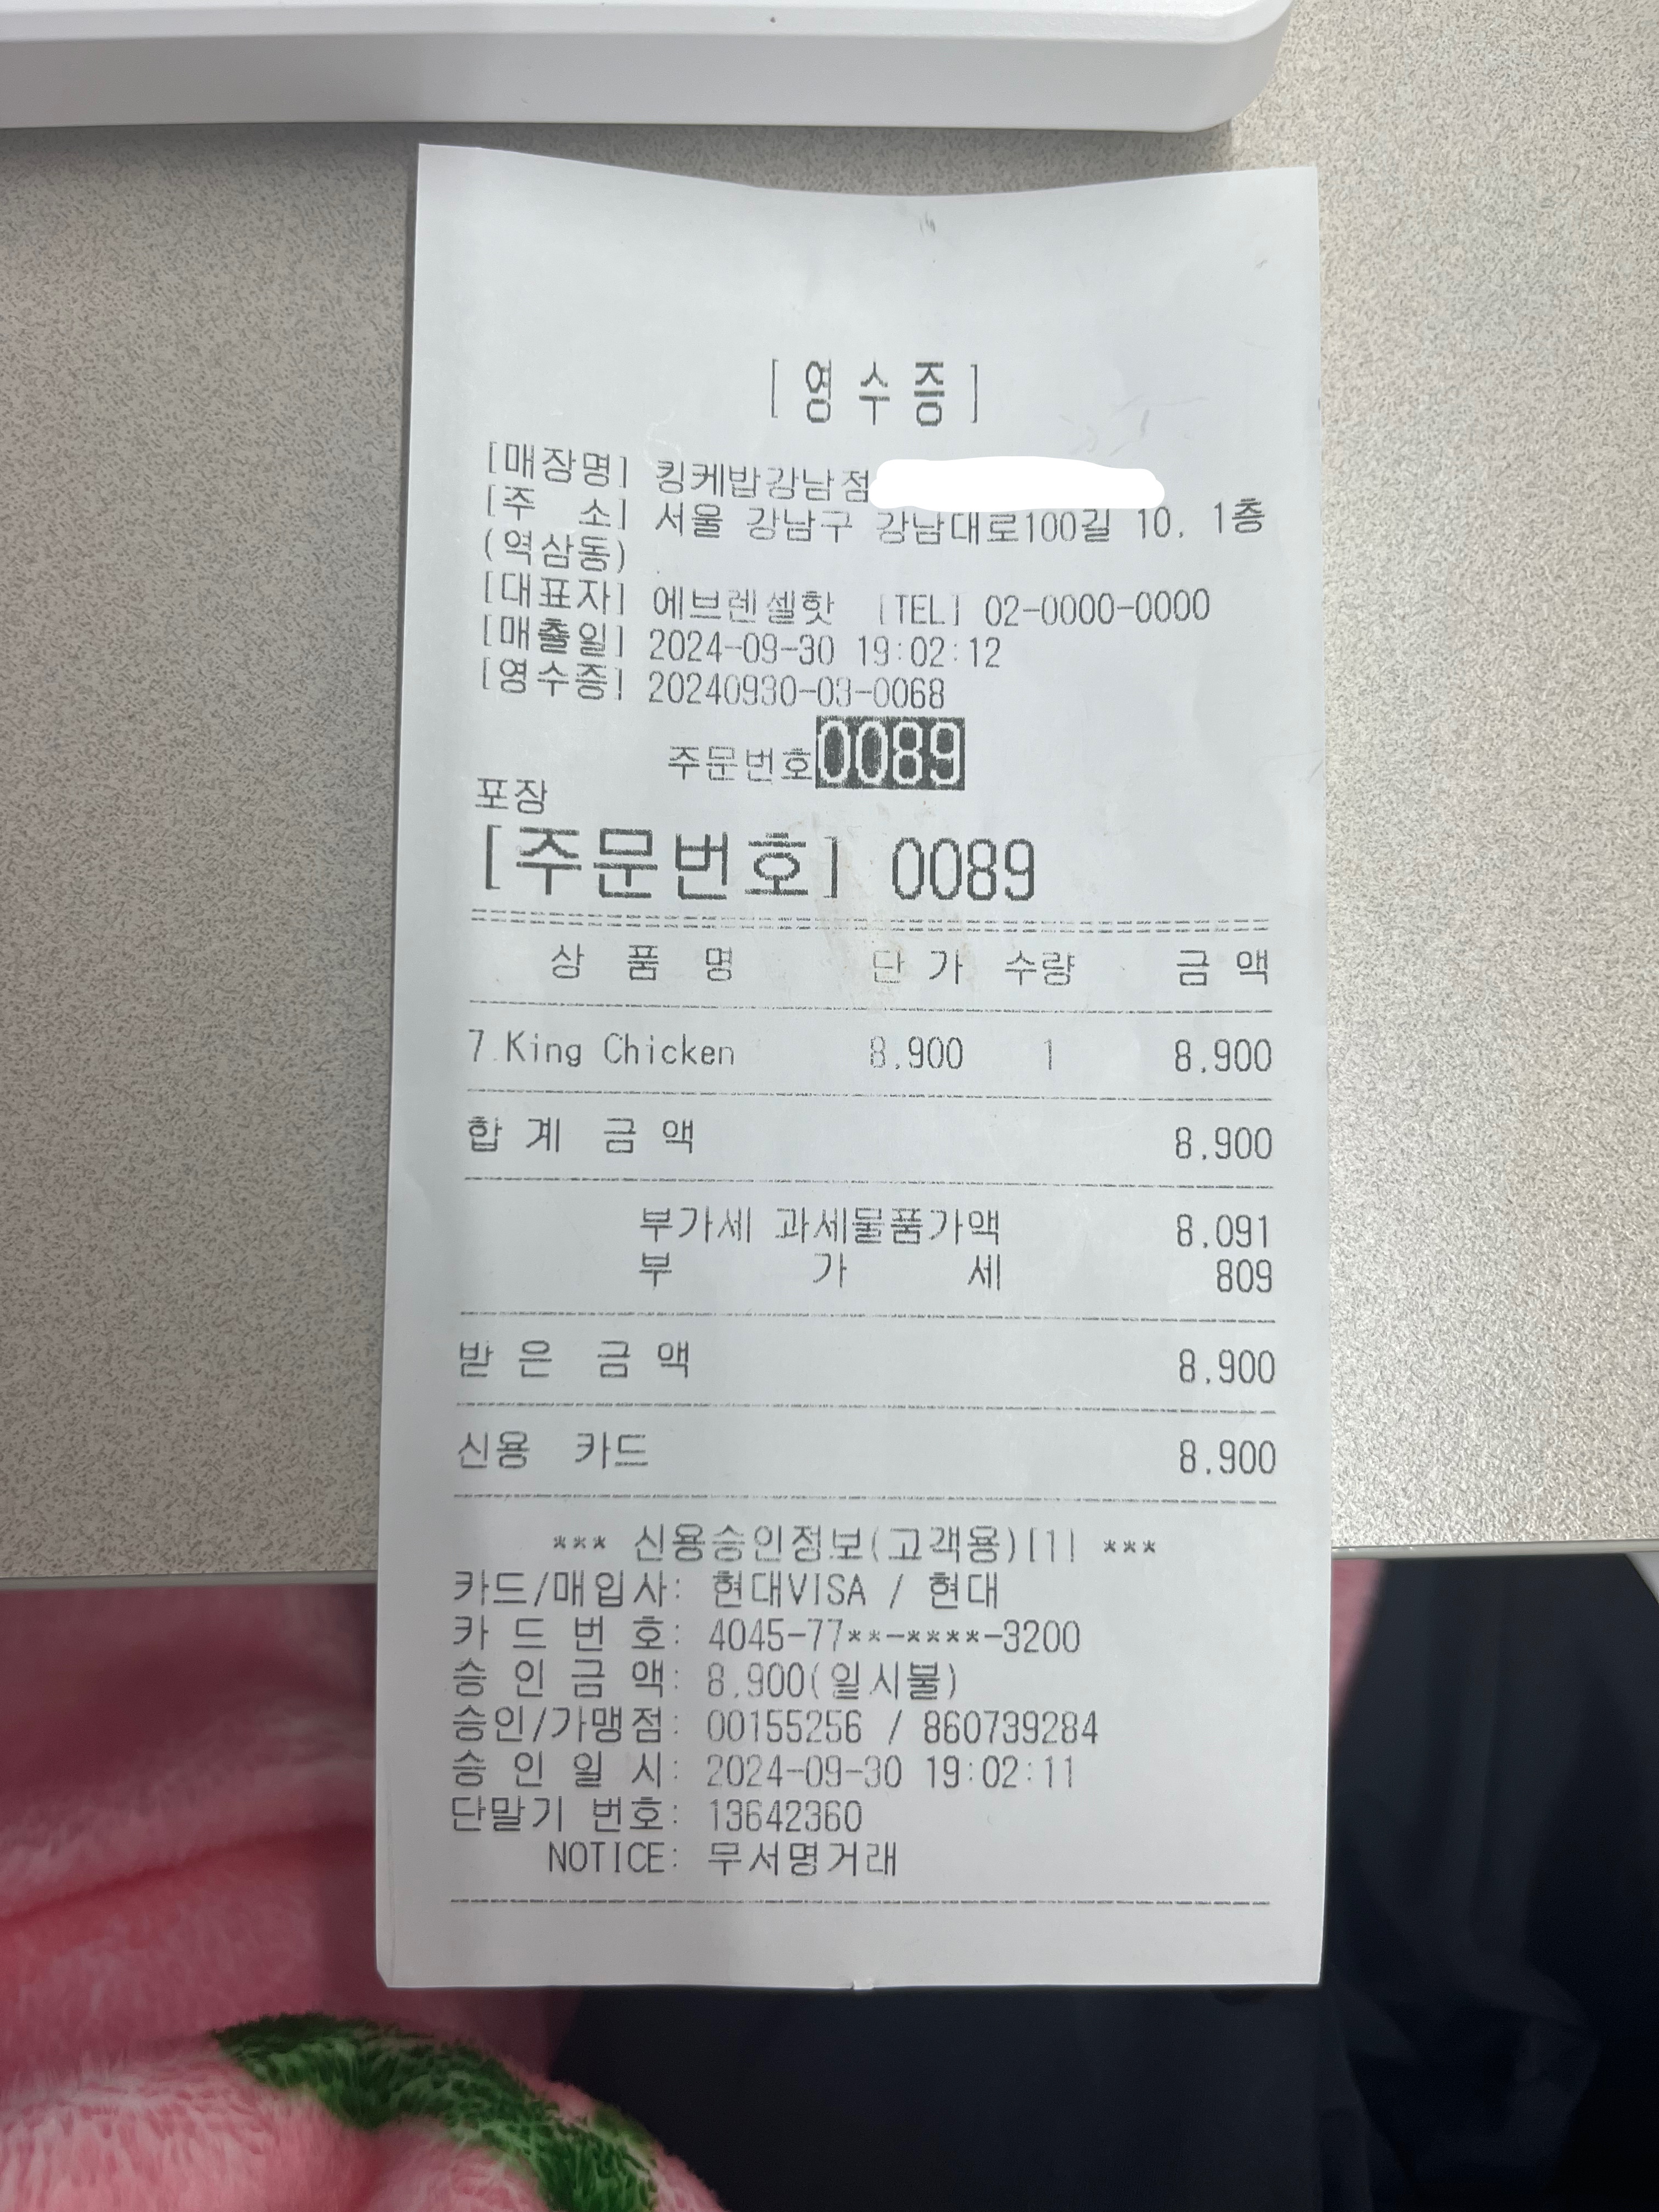 [영수증]
[매장명] 킹케밥강남점
[주 소] 서울 강남구 강남대로100길 10, 1층
(역삼동)
[대표자] 에브렌셀핫 [TEL] 02-0000-0000
[매출일] 2024-09-30 19:02:12
[영수증] 20240930-03-0068
주문번호 0089
포장
[주문번호] 0089
상 품 명 단 가 수량 금 액
7.King Chicken 8,900 1 8,900
합 계 금 액 8,900
부가세 과세물품가액 8,091
부 가 세 809
받 은 금 액 8,900
신용 카드 8,900
*** 신용승인정보(고객용)[1] ***
카드/매입사: 현대VISA / 현대
카 드 번 호: 4045-77**-****-3200
승 인 금 액: 8,900(일시불)
승인/가맹점: 00155256 / 860739284
승 인 일 시: 2024-09-30 19:02:11
단말기 번호: 13642360
NOTICE: 무서명거래